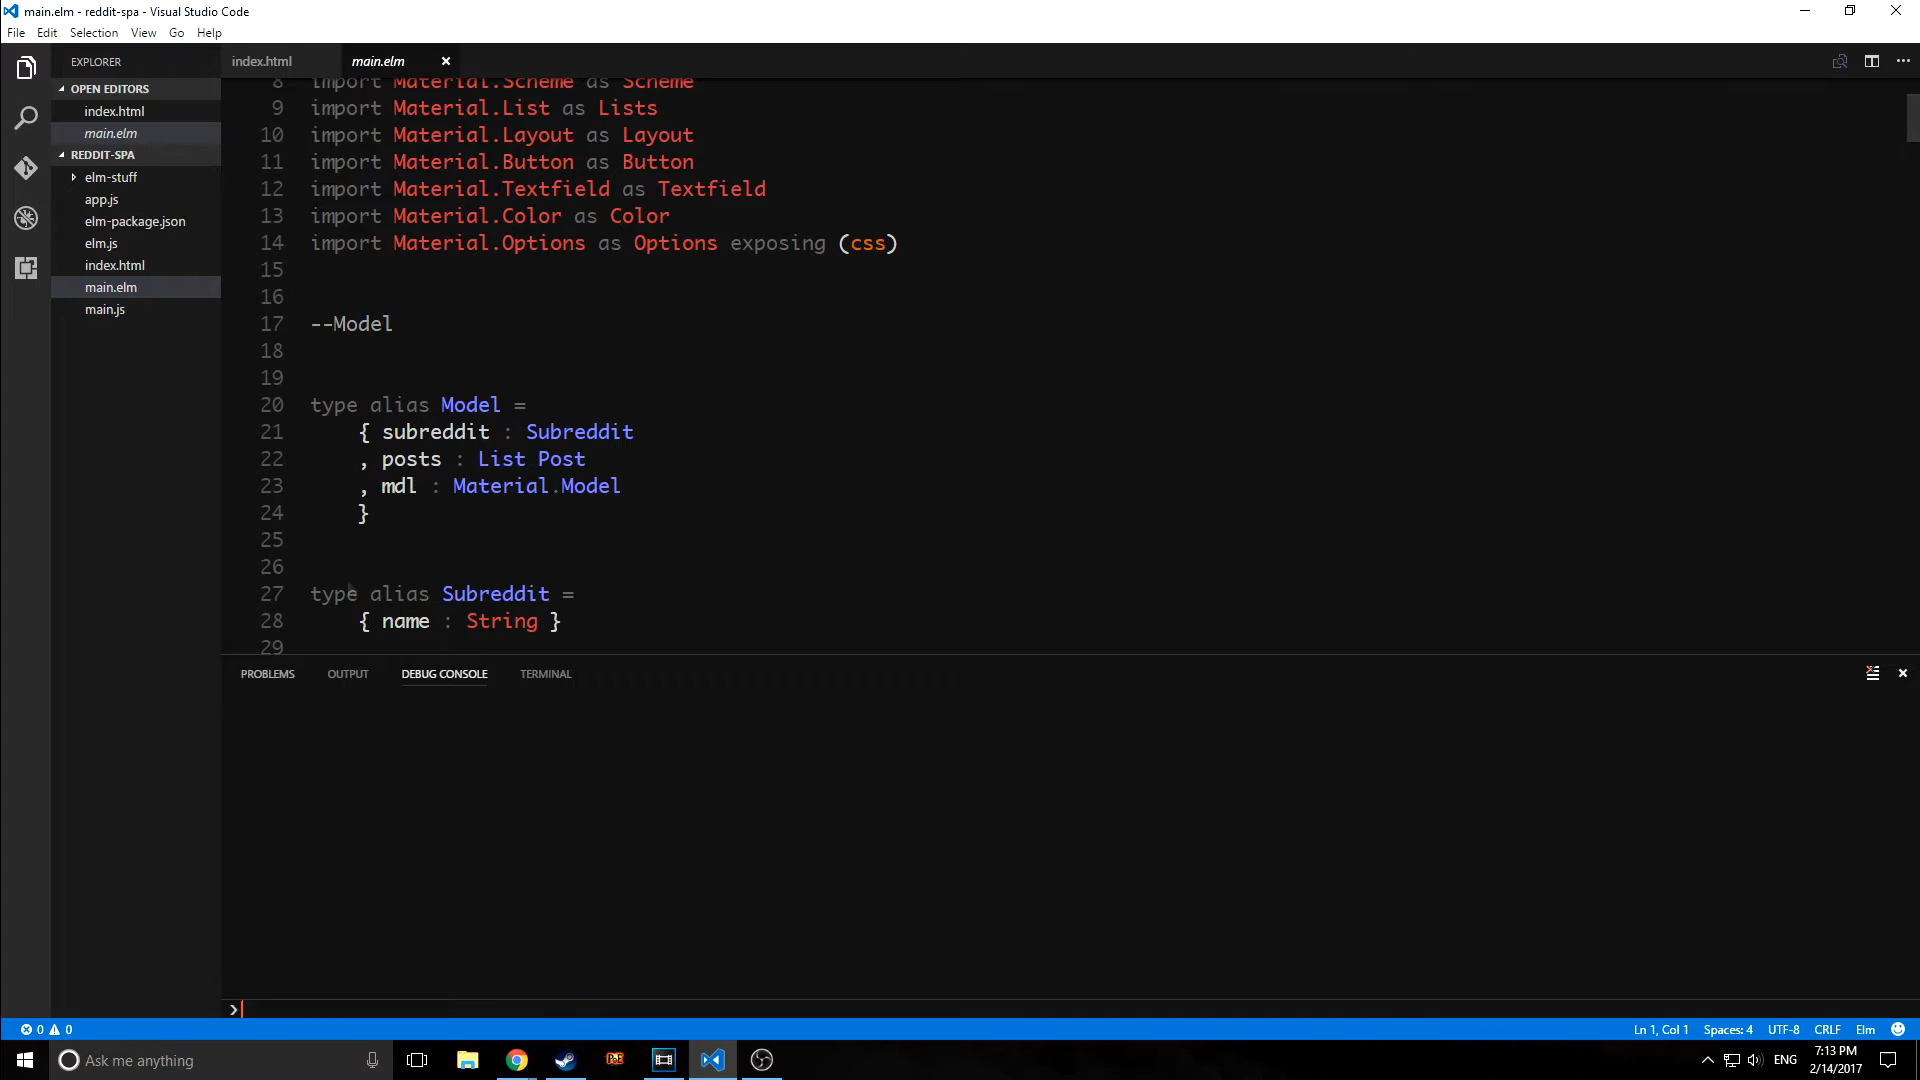 main.elm - reddit-spa - Visual Studio Code
File Edit Selection View Go Help
EXPLORER
OPEN EDITORS
index.html
main.elm
REDDIT-SPA
elm-stuff
app.js
elm-package.json
elm.js
index.html
main.elm
main.js
index.html main.elm
8 import Material.Scheme as Scheme
9 import Material.List as Lists
10 import Material.Layout as Layout
11 import Material.Button as Button
12 import Material.Textfield as Textfield
13 import Material.Color as Color
14 import Material.Options as Options exposing (css)
15
16
17 --Model
18
19
20 type alias Model =
21 { subreddit : Subreddit
22 , posts : List Post
23 , mdl : Material.Model
24 }
25
26
27 type alias Subreddit =
28 { name : String }
29
PROBLEMS OUTPUT DEBUG CONSOLE TERMINAL
0 0
Ln 1, Col 1 Spaces: 4 UTF-8 CRLF Elm
Ask me anything
PoE
ENG
7:13 PM
2/14/2017